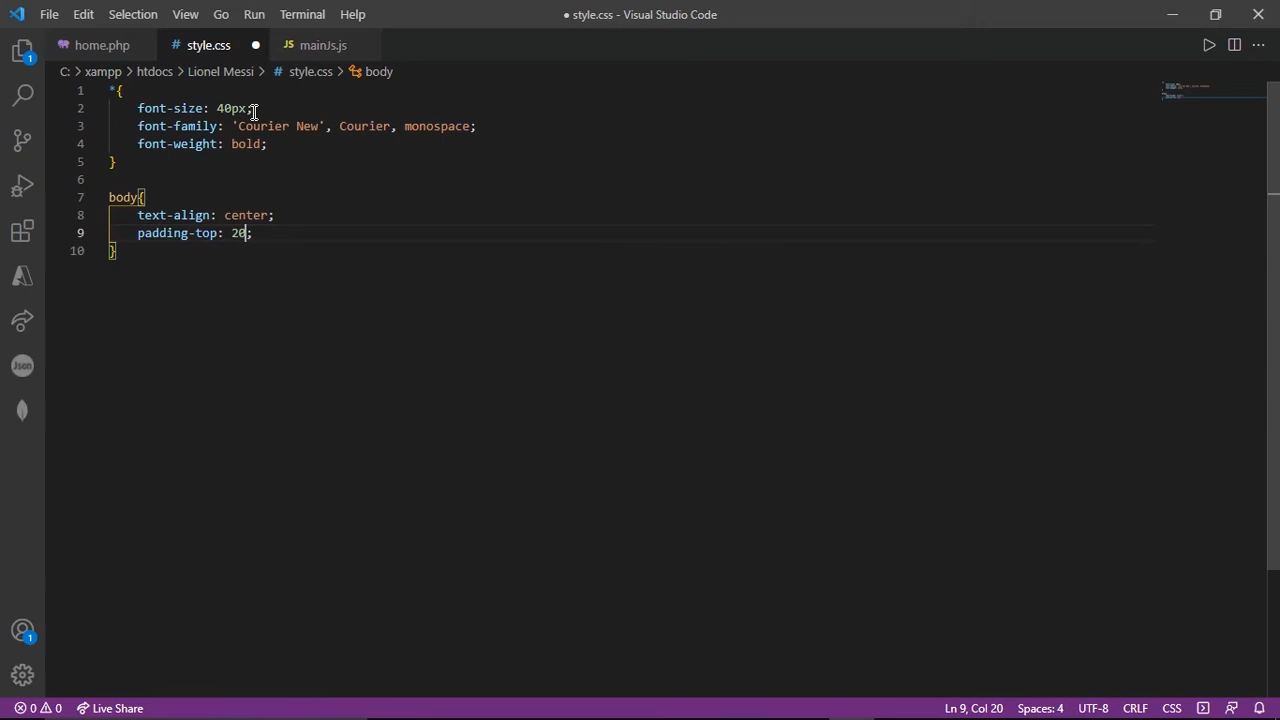 File Edit Selection View Go Run Terminal Help ● style.css - Visual Studio Code
home.php # style.css ● JS mainJs.js
C: > xampp > htdocs > Lionel Messi > # style.css > body
1 *{
2 font-size: 40px;
3 font-family: 'Courier New', Courier, monospace;
4 font-weight: bold;
5 }
6
7 body{
8 text-align: center;
9 padding-top: 20;
10 }
1
Json
1
0 0 Live Share Ln 9, Col 20 Spaces: 4 UTF-8 CRLF CSS